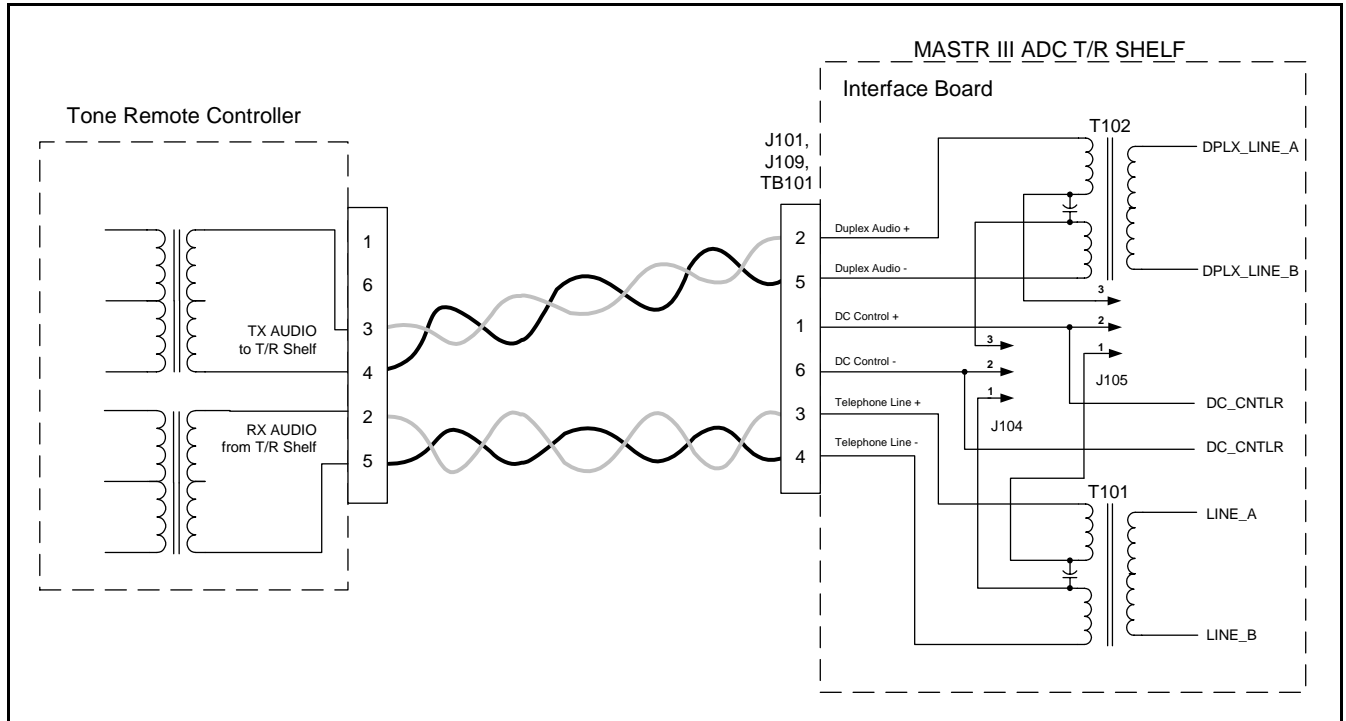 MASTR III ADC T/R SHELF
Tone Remote Controller
Interface Board
J101,
J109,
TB101
T102
DPLX_LINE_A
DPLX_LINE_B
1
6
3
4
2
5
TX AUDIO
to T/R Shelf
RX AUDIO
from T/R Shelf
2
5
1
6
3
4
Duplex Audio +
Duplex Audio -
DC Control +
DC Control -
Telephone Line +
Telephone Line -
3
2
1
J105
3
2
1
J104
DC_CNTLR
DC_CNTLR
T101
LINE_A
LINE_B